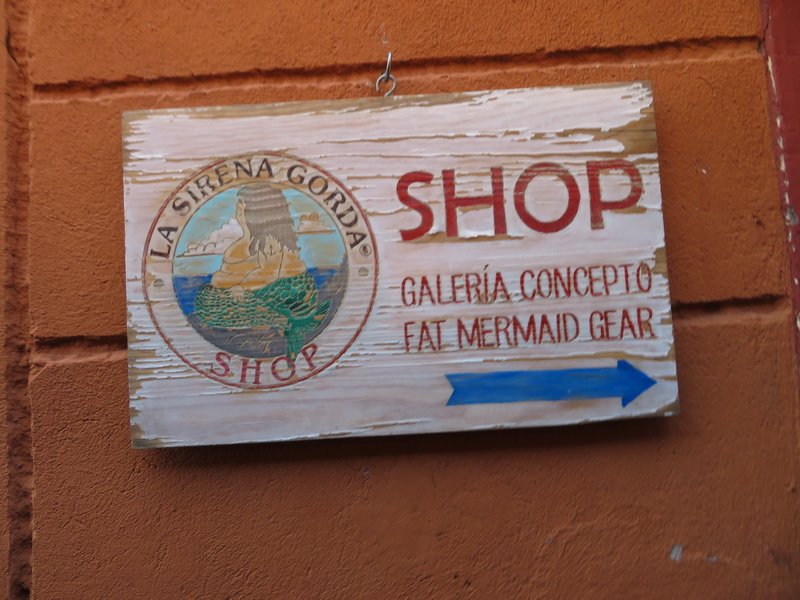 LA SIRENA GORDA®
SHOP
SHOP
GALERÍA CONCEPTO
FAT MERMAID GEAR